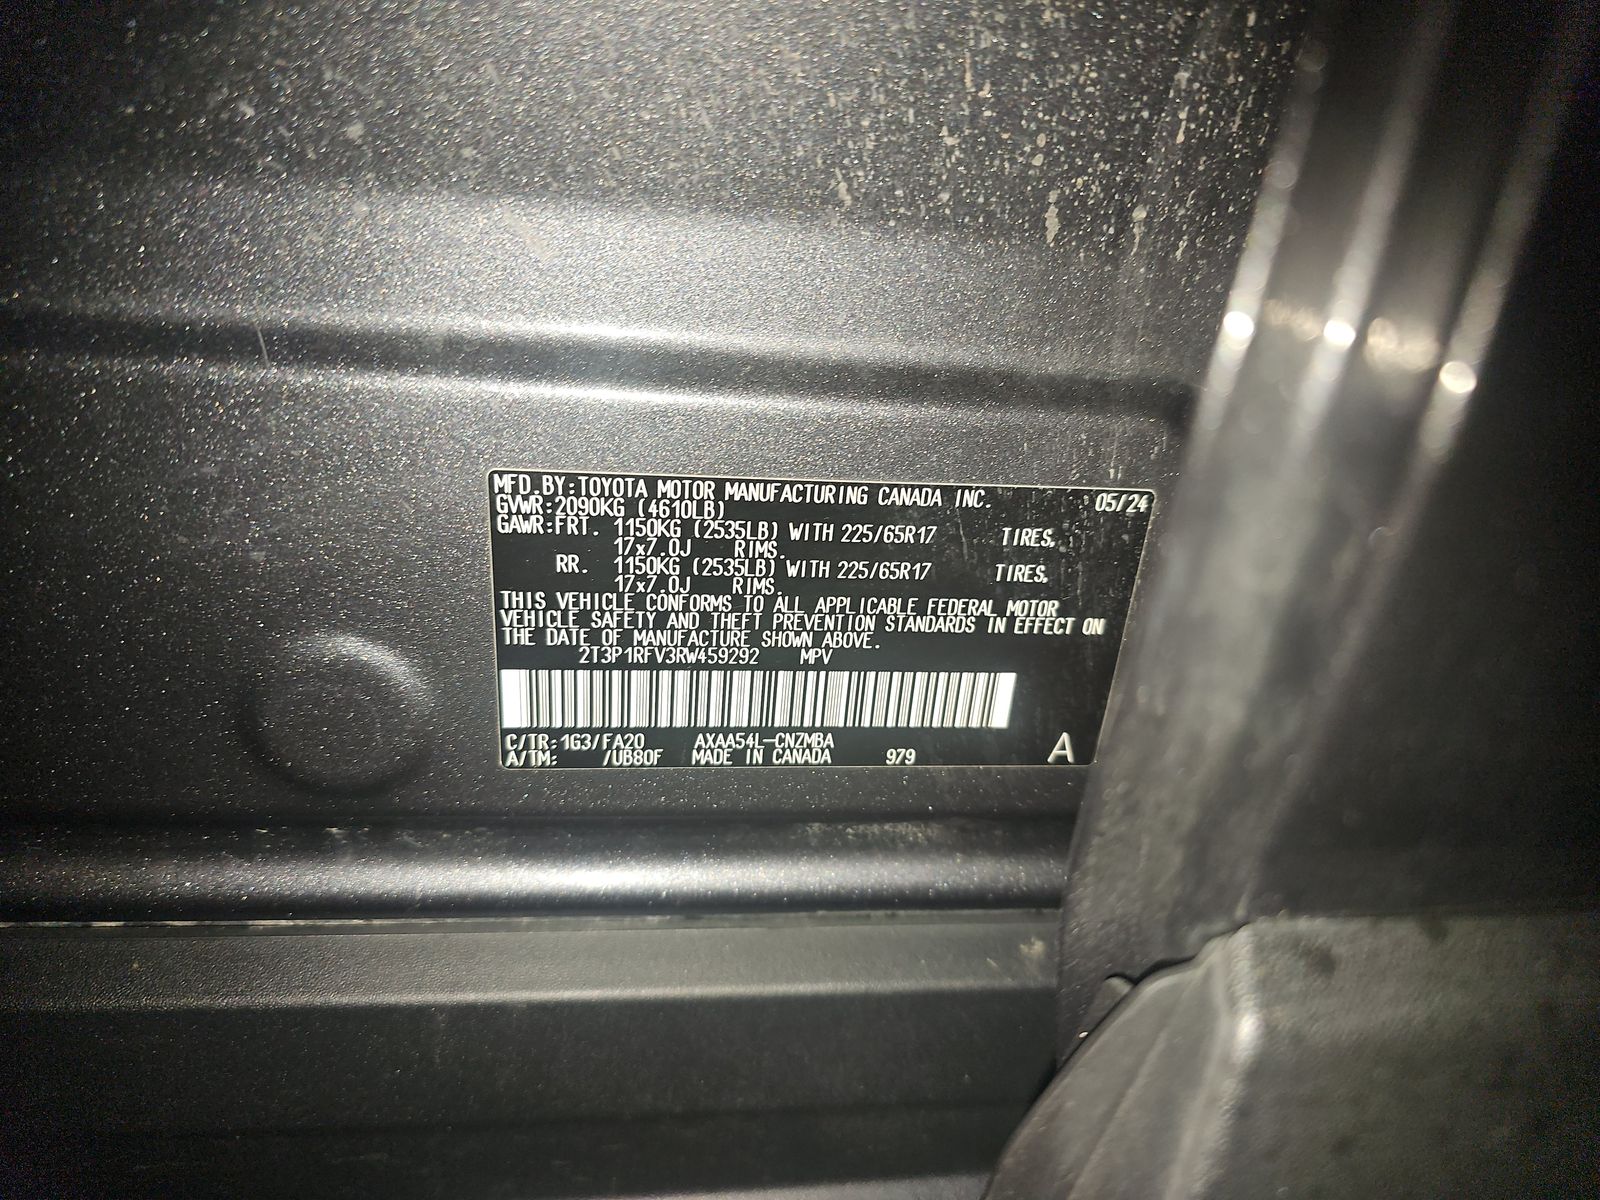 MFD.BY:TOYOTA MOTOR MANUFACTURING CANADA INC. 05/24
GVWR:2090KG (4610LB)
GAWR:FRT. 1150KG (2535LB) WITH 225/65R17 TIRES,
17x7.0J RIMS.
RR. 1150KG (2535LB) WITH 225/65R17 TIRES,
17x7.0J RIMS.
THIS VEHICLE CONFORMS TO ALL APPLICABLE FEDERAL MOTOR
VEHICLE SAFETY AND THEFT PREVENTION STANDARDS IN EFFECT ON
THE DATE OF MANUFACTURE SHOWN ABOVE.
2T3P1RFV3RW459292 MPV
C/TR:1G3/FA20 AXAA54L-CNZMBA
A/TM: /UB80F MADE IN CANADA 979 A